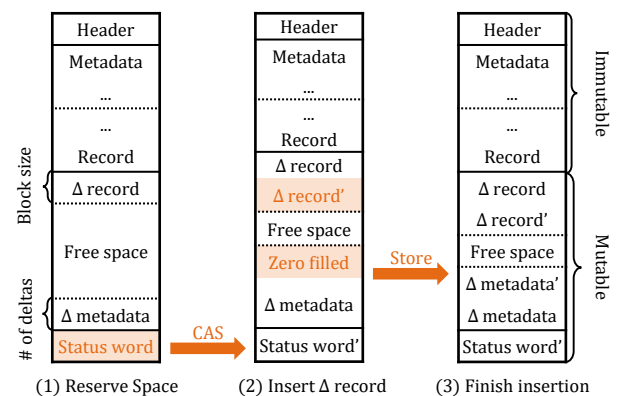 Header
Metadata
...
...
Record
Δ record
Free space
Δ metadata
Status word
Block size
# of deltas
(1) Reserve Space
CAS
Header
Metadata
...
...
Record
Δ record
Δ record'
Free space
Zero filled
Δ metadata
Status word'
(2) Insert Δ record
Store
Header
Metadata
...
...
Record
Δ record
Δ record'
Free space
Δ metadata'
Δ metadata
Status word'
(3) Finish insertion
Immutable
Mutable